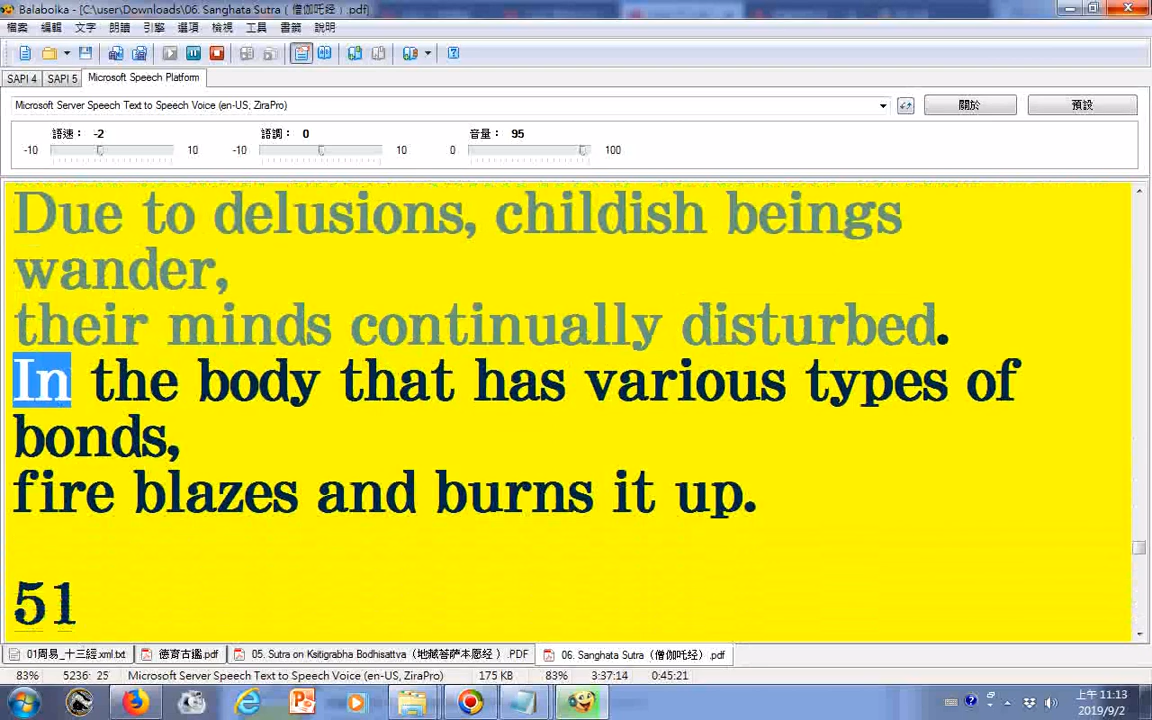 Balabolka - [C:\user\Downloads\06. Sanghata Sutra（僧伽吒经）.pdf]
檔案 編輯 文字 朗讀 引擎 選項 檢視 工具 書籤 說明
SAPI 4 SAPI 5 Microsoft Speech Platform
Microsoft Server Speech Text to Speech Voice (en-US, ZiraPro) 關於 預設
語速： -2 語調： 0 音量： 95
-10 10 -10 10 0 100
Due to delusions, childish beings
wander,
their minds continually disturbed.
In the body that has various types of
bonds,
fire blazes and burns it up.
51
01周易_十三經.xml.txt 德育古鑑.pdf 05. Sutra on Ksitigrabha Bodhisattva（地藏菩萨本愿经）.PDF 06. Sanghata Sutra（僧伽吒经）.pdf
83% 5236: 25 Microsoft Server Speech Text to Speech Voice (en-US, ZiraPro) 175 KB 83% 3:37:14 0:45:21
上午 11:13
2019/9/2